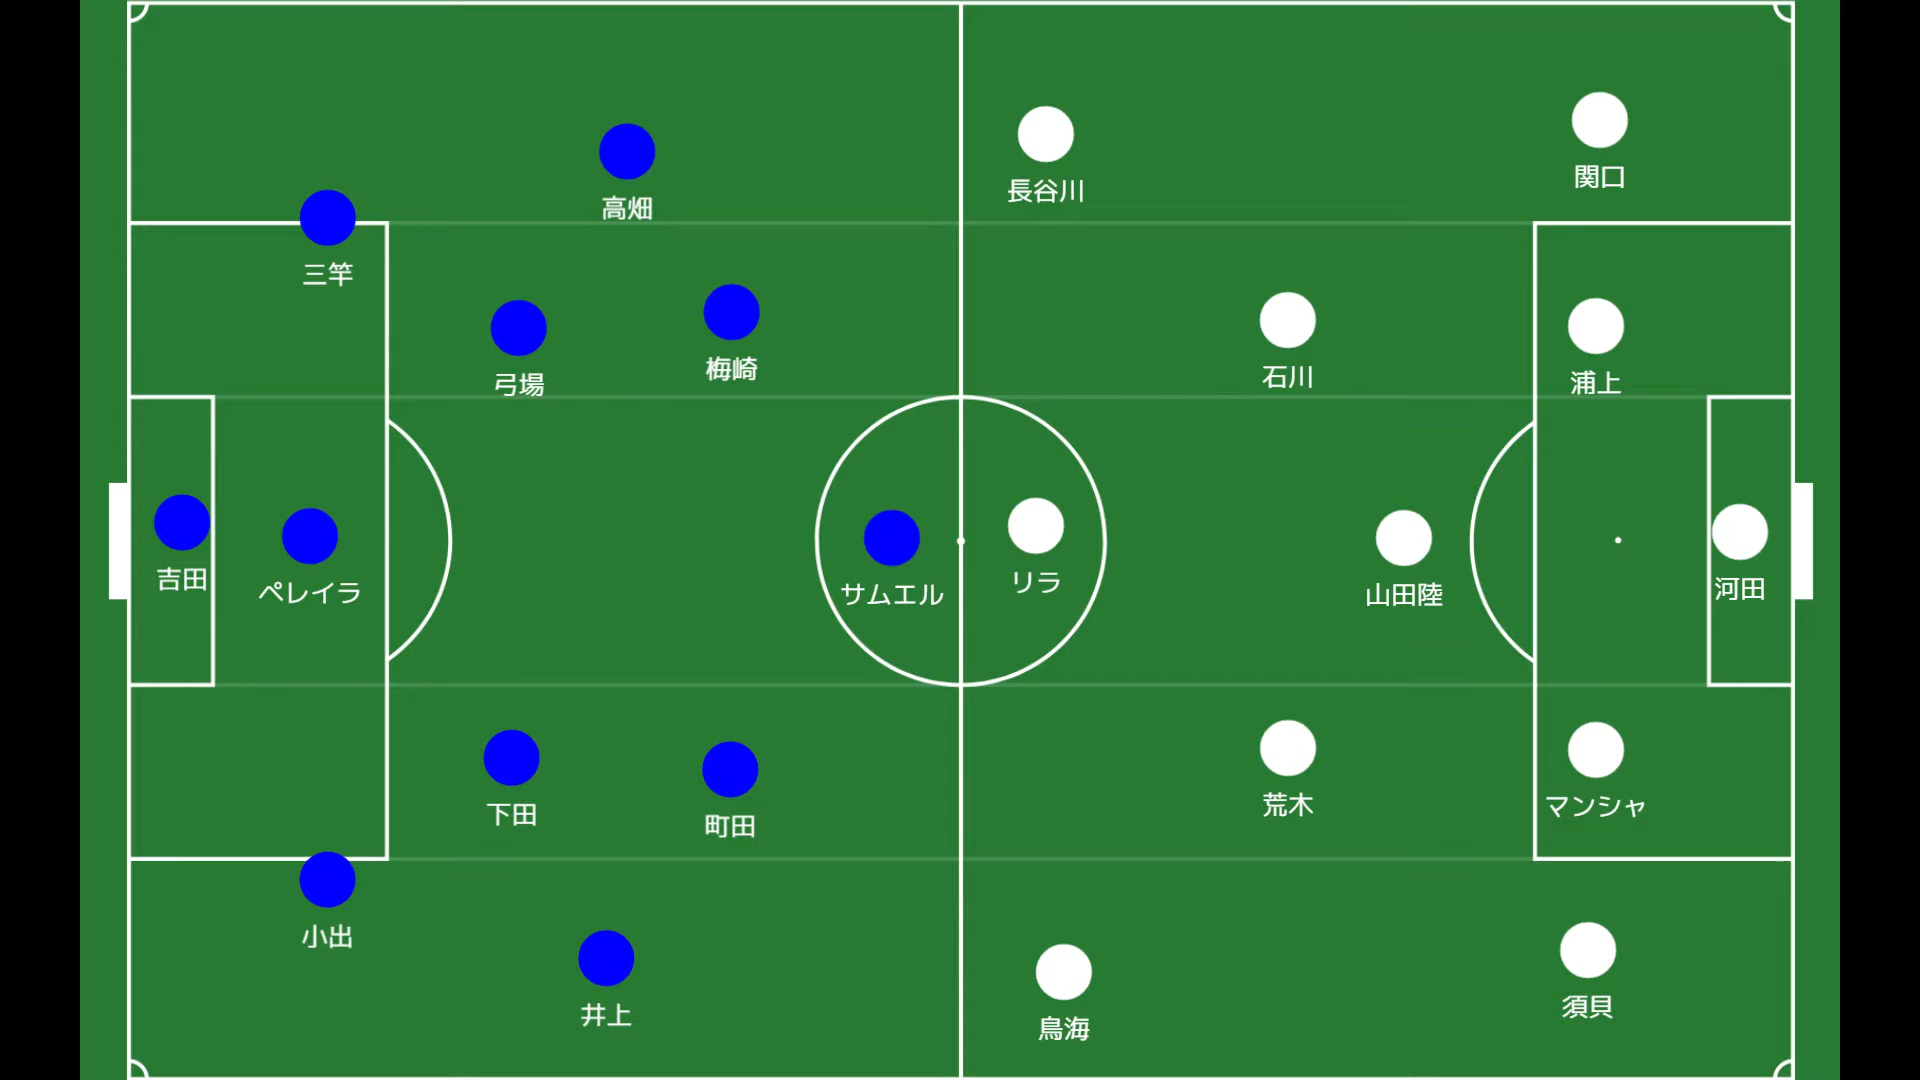 高畑
長谷川
関口
三竿
弓場
梅崎
石川
浦上
吉田
ペレイラ
サムエル
リラ
山田陸
河田
下田
町田
荒木
マンシャ
小出
井上
鳥海
須貝